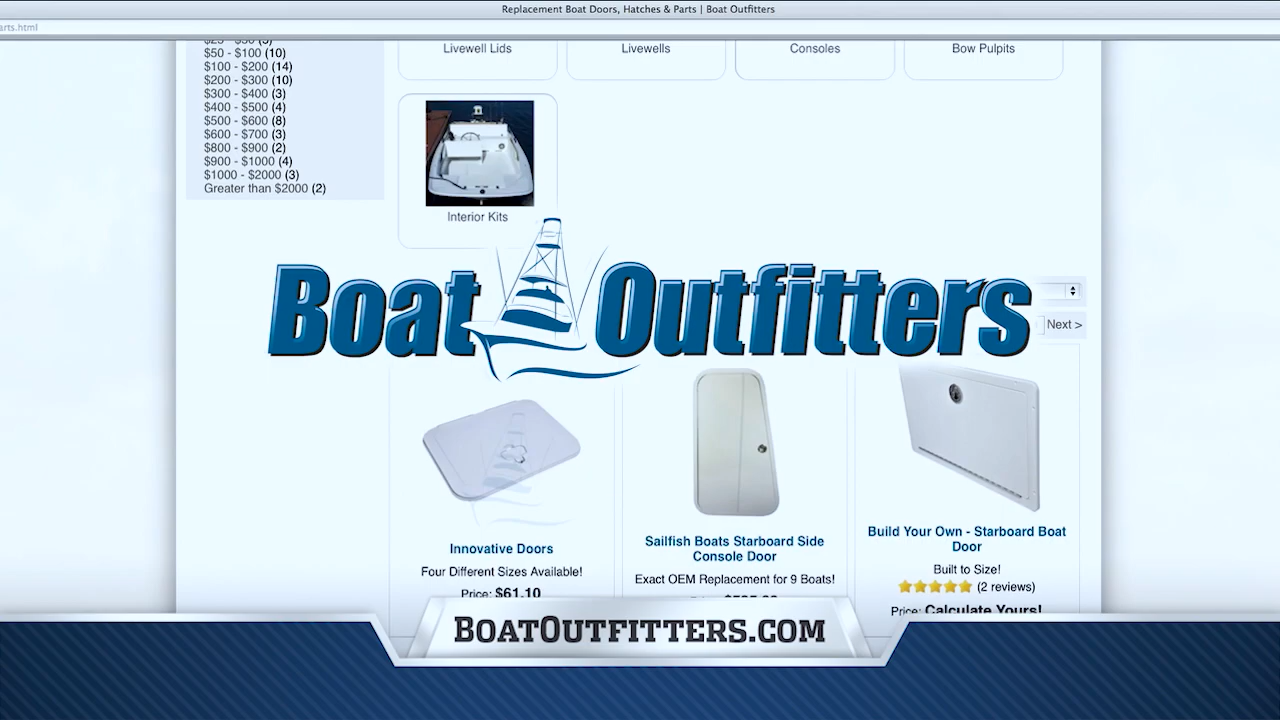 Replacement Boat Doors, Hatches & Parts | Boat Outfitters
arts.html
$50 - $100 (10)
$100 - $200 (14)
$200 - $300 (10)
$300 - $400 (3)
$400 - $500 (4)
$500 - $600 (8)
$600 - $700 (3)
$800 - $900 (2)
$900 - $1000 (4)
$1000 - $2000 (3)
Greater than $2000 (2)
Livewell Lids
Livewells
Consoles
Bow Pulpits
Interior Kits
Boat Outfitters
Next >
Innovative Doors
Four Different Sizes Available!
Price: $61.10
Sailfish Boats Starboard Side
Console Door
Exact OEM Replacement for 9 Boats!
Build Your Own - Starboard Boat
Door
Built to Size!
(2 reviews)
Price: Calculate Yours!
BOATOUTFITTERS.COM